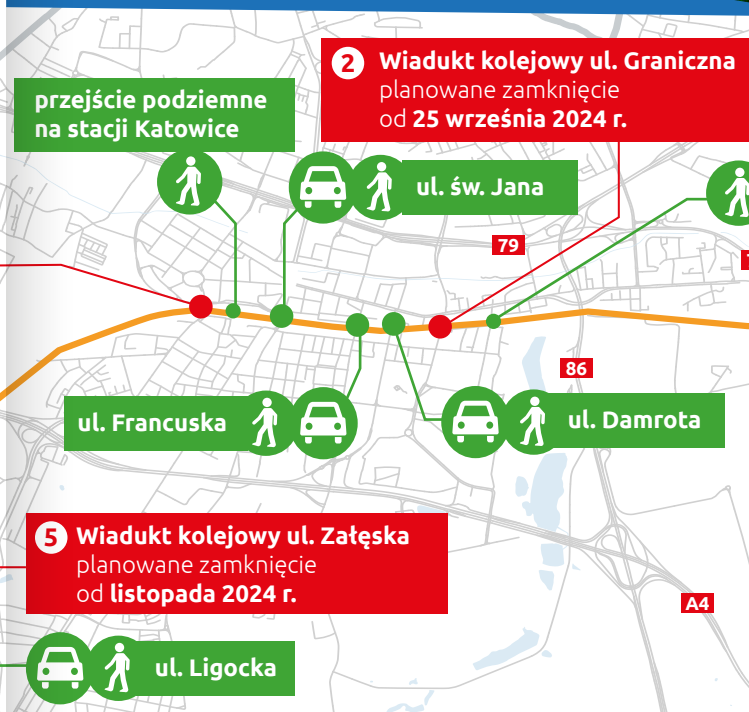 2 Wiadukt kolejowy ul. Graniczna
planowane zamknięcie
od 25 września 2024 r.
przejście podziemne
na stacji Katowice
ul. św. Jana
79
86
ul. Francuska
ul. Damrota
5 Wiadukt kolejowy ul. Załęska
planowane zamknięcie
od listopada 2024 r.
A4
ul. Ligocka